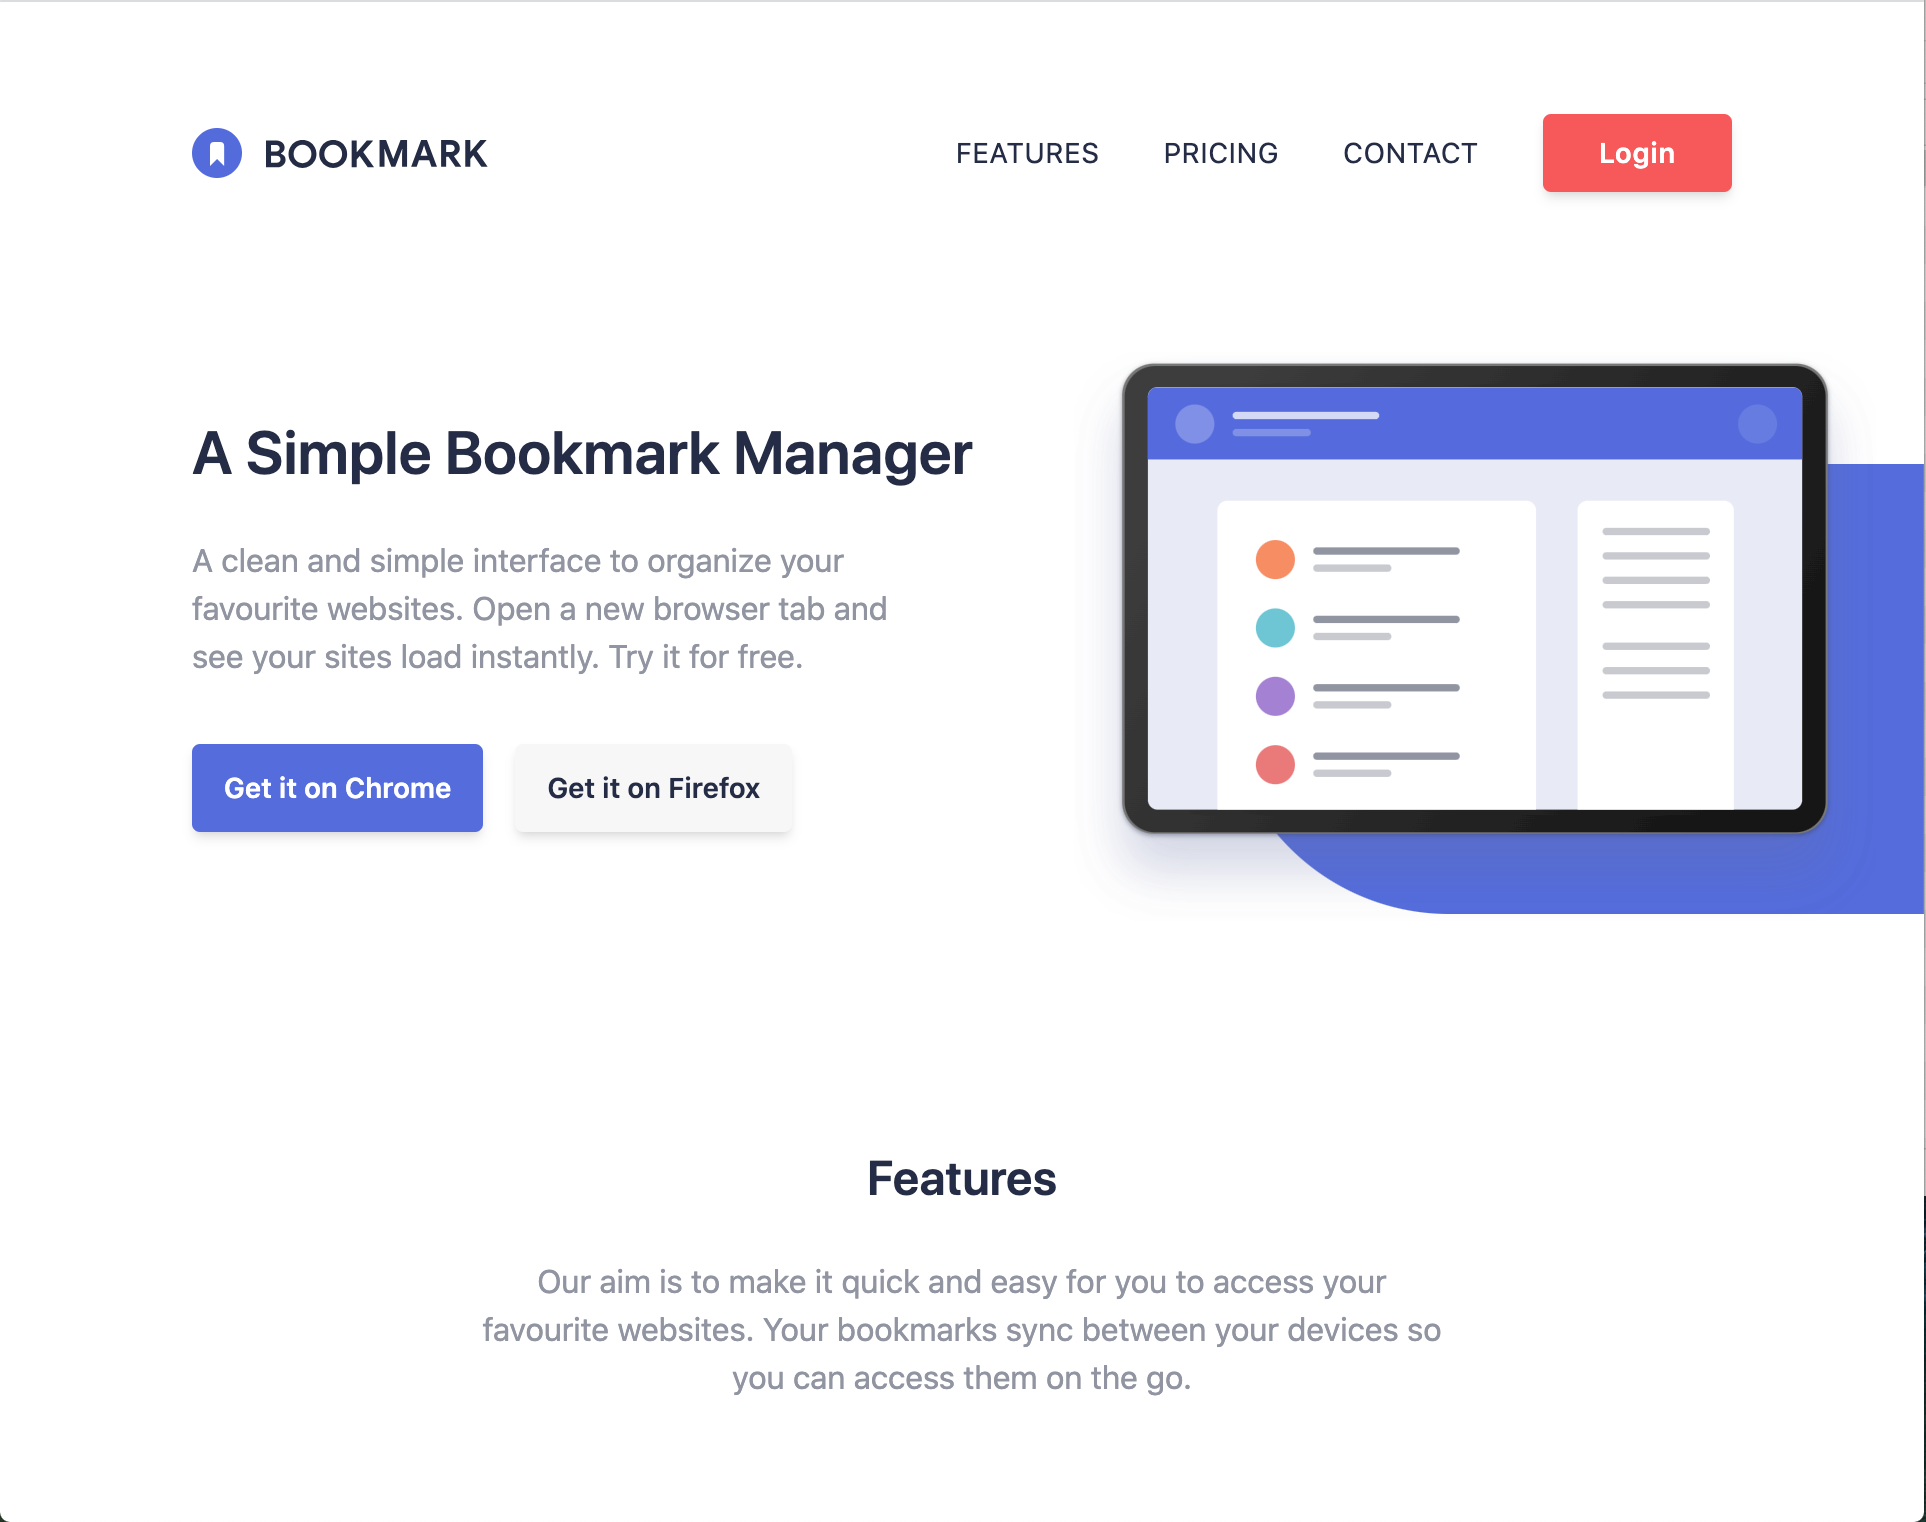 BOOKMARK
FEATURES
PRICING
CONTACT
Login
A Simple Bookmark Manager
A clean and simple interface to organize your
favourite websites. Open a new browser tab and
see your sites load instantly. Try it for free.
Get it on Chrome
Get it on Firefox
Features
Our aim is to make it quick and easy for you to access your
favourite websites. Your bookmarks sync between your devices so
you can access them on the go.